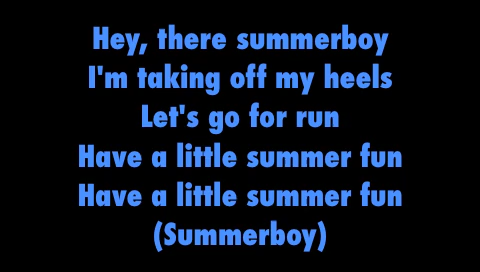 Hey, there summerboy
I'm taking off my heels
Let's go for run
Have a little summer fun
Have a little summer fun
(Summerboy)